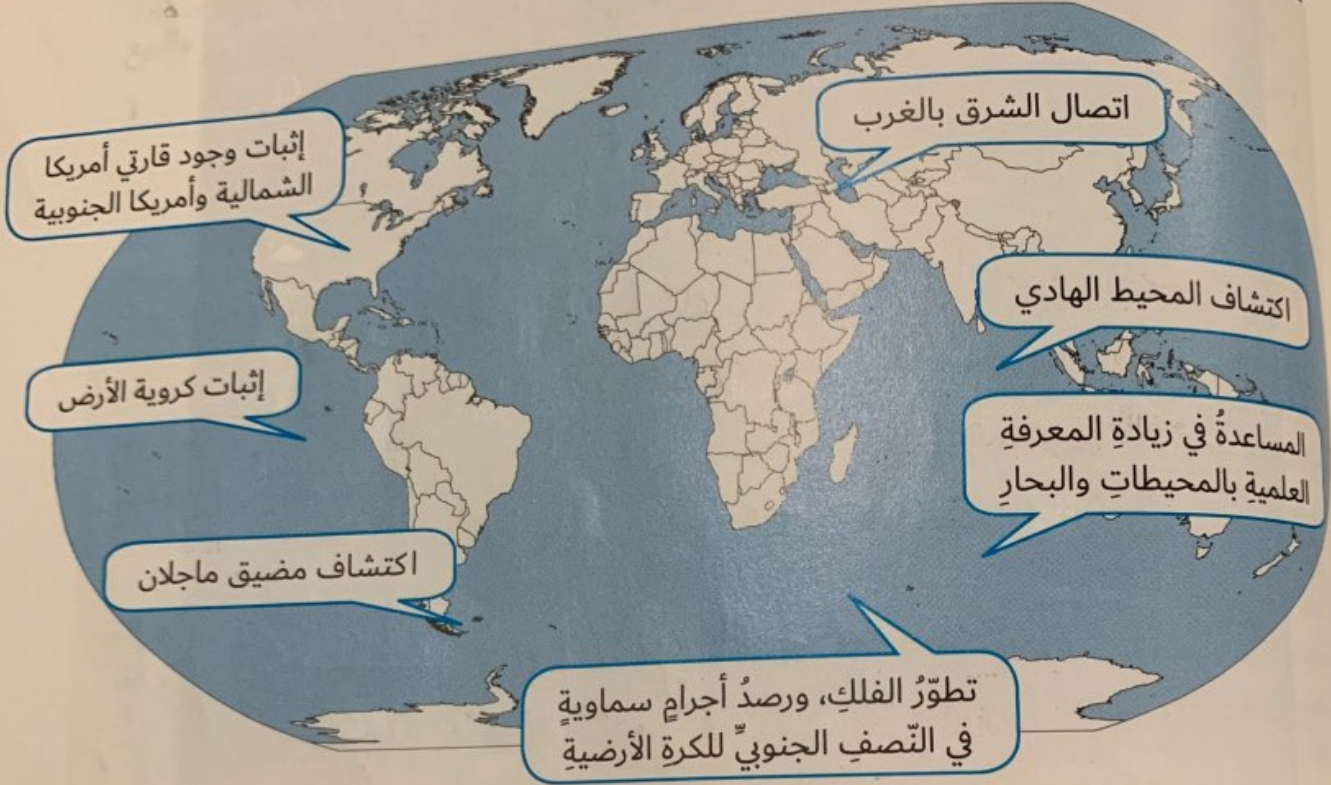 اتصال الشرق بالغرب
إثبات وجود قارتي أمريكا
الشمالية وأمريكا الجنوبية
اكتشاف المحيط الهادي
إثبات كروية الأرض
المساعدةُ في زيادةِ المعرفةِ
العلميةِ بالمحيطاتِ والبحارِ
اكتشاف مضيق ماجلان
تطوّرُ الفلكِ، ورصدُ أجرامٍ سماويةٍ
في النّصفِ الجنوبيِّ للكرةِ الأرضيةِ